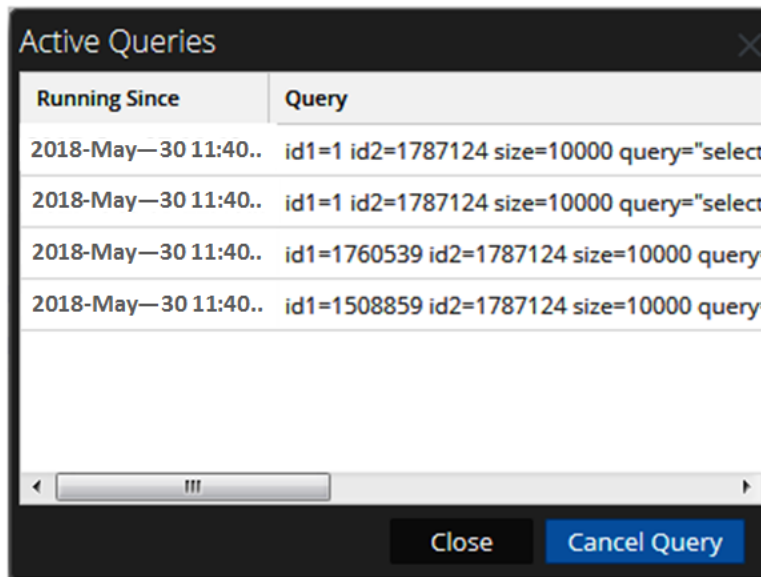 Active Queries
Running Since Query
2018-May—30 11:40.. id1=1 id2=1787124 size=10000 query="select
2018-May—30 11:40.. id1=1 id2=1787124 size=10000 query="select
2018-May—30 11:40.. id1=1760539 id2=1787124 size=10000 query=
2018-May—30 11:40.. id1=1508859 id2=1787124 size=10000 query=
Close Cancel Query